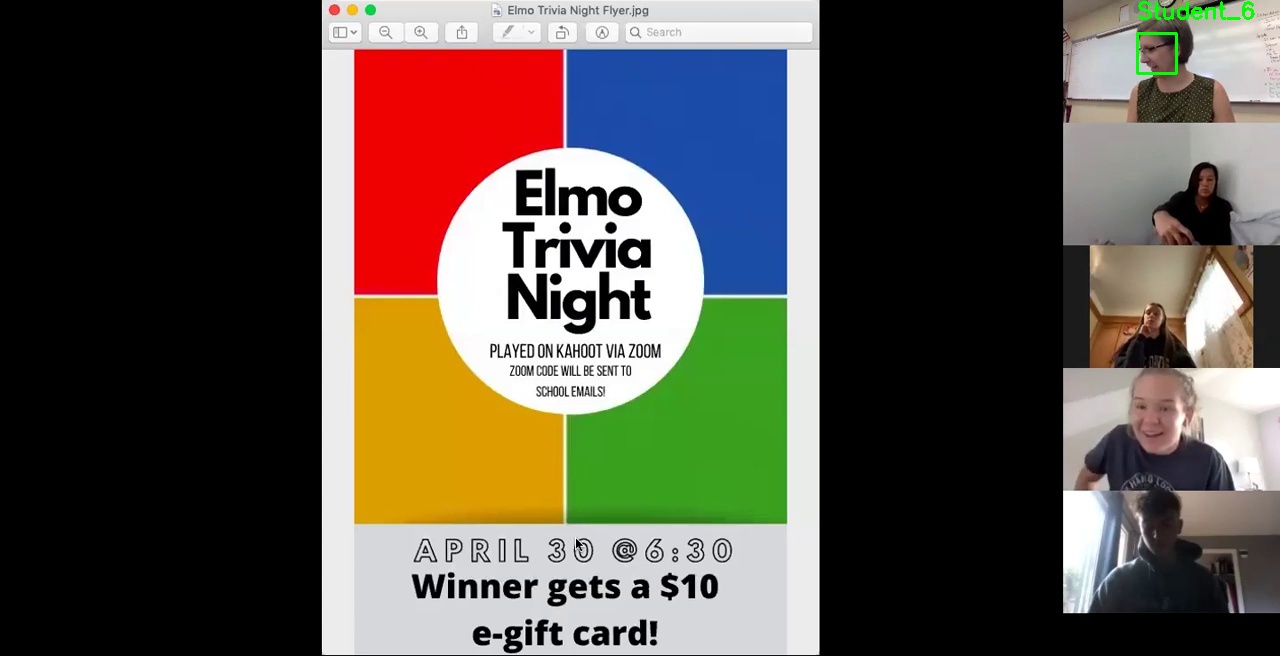 Elmo Trivia Night Flyer.jpg
Search
Student_6
Elmo
Trivia
Night
PLAYED ON KAHOOT VIA ZOOM
ZOOM CODE WILL BE SENT TO
SCHOOL EMAILS!
APRIL 30 @6:30
Winner gets a $10
e-gift card!